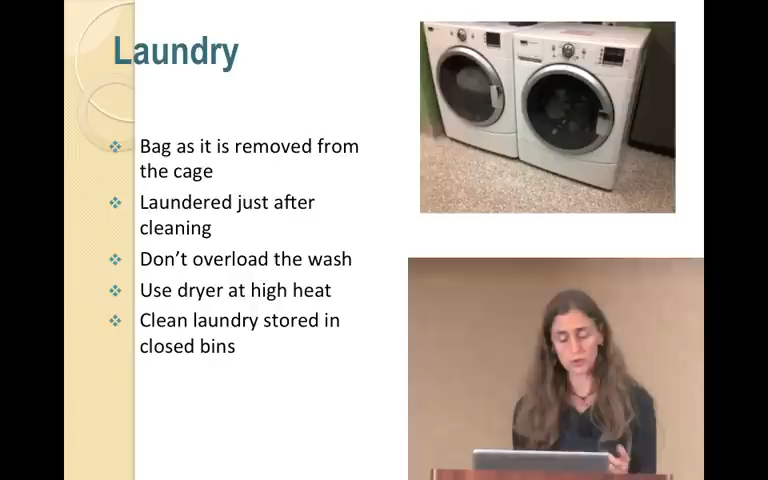 Laundry
Bag as it is removed from
the cage
Laundered just after
cleaning
Don't overload the wash
Use dryer at high heat
Clean laundry stored in
closed bins